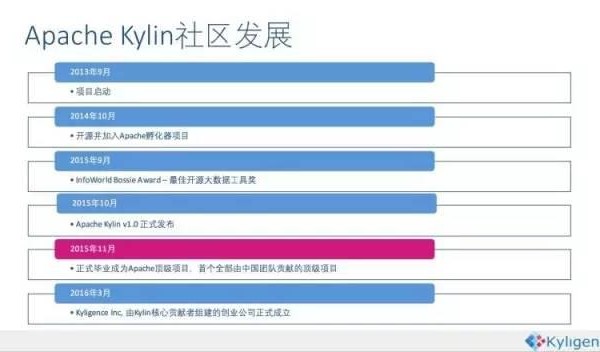 Apache Kylin社区发展
2013年9月
• 项目启动
2014年10月
• 开源并加入Apache孵化器项目
2015年9月
• InfoWorld Bossie Award – 最佳开源大数据工具奖
2015年10月
• Apache Kylin v1.0 正式发布
2015年11月
• 正式毕业成为Apache顶级项目，首个全部由中国团队贡献的顶级项目
2016年3月
• Kyligence Inc, 由Kylin核心贡献者组建的创业公司正式成立
Kyligen